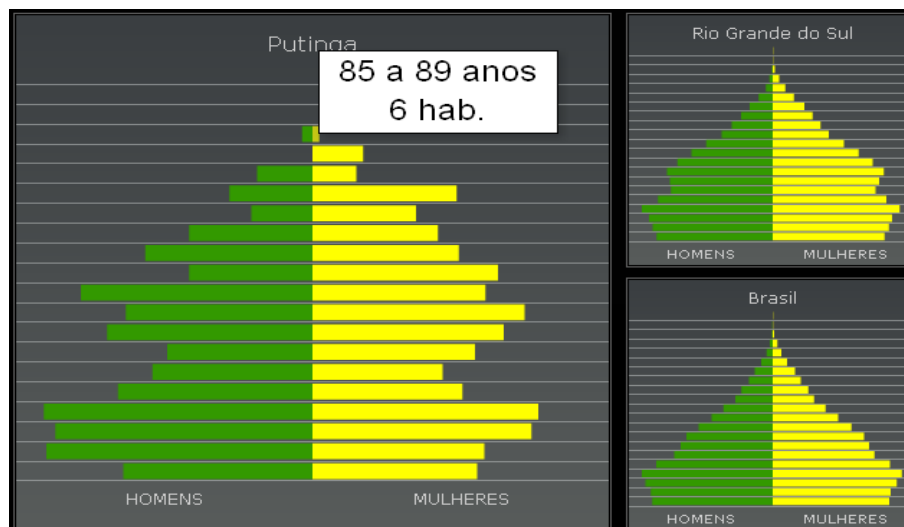 Putinga
85 a 89 anos
6 hab.
HOMENS MULHERES
Rio Grande do Sul
HOMENS MULHERES
Brasil
HOMENS MULHERES